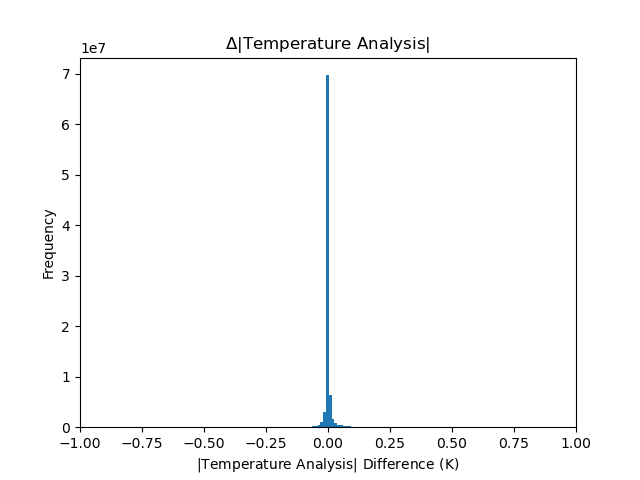 Δ|Temperature Analysis|
1e7
7
6
5
4
3
2
1
0
Frequency
−1.00 −0.75 −0.50 −0.25 0.00 0.25 0.50 0.75 1.00
|Temperature Analysis| Difference (K)